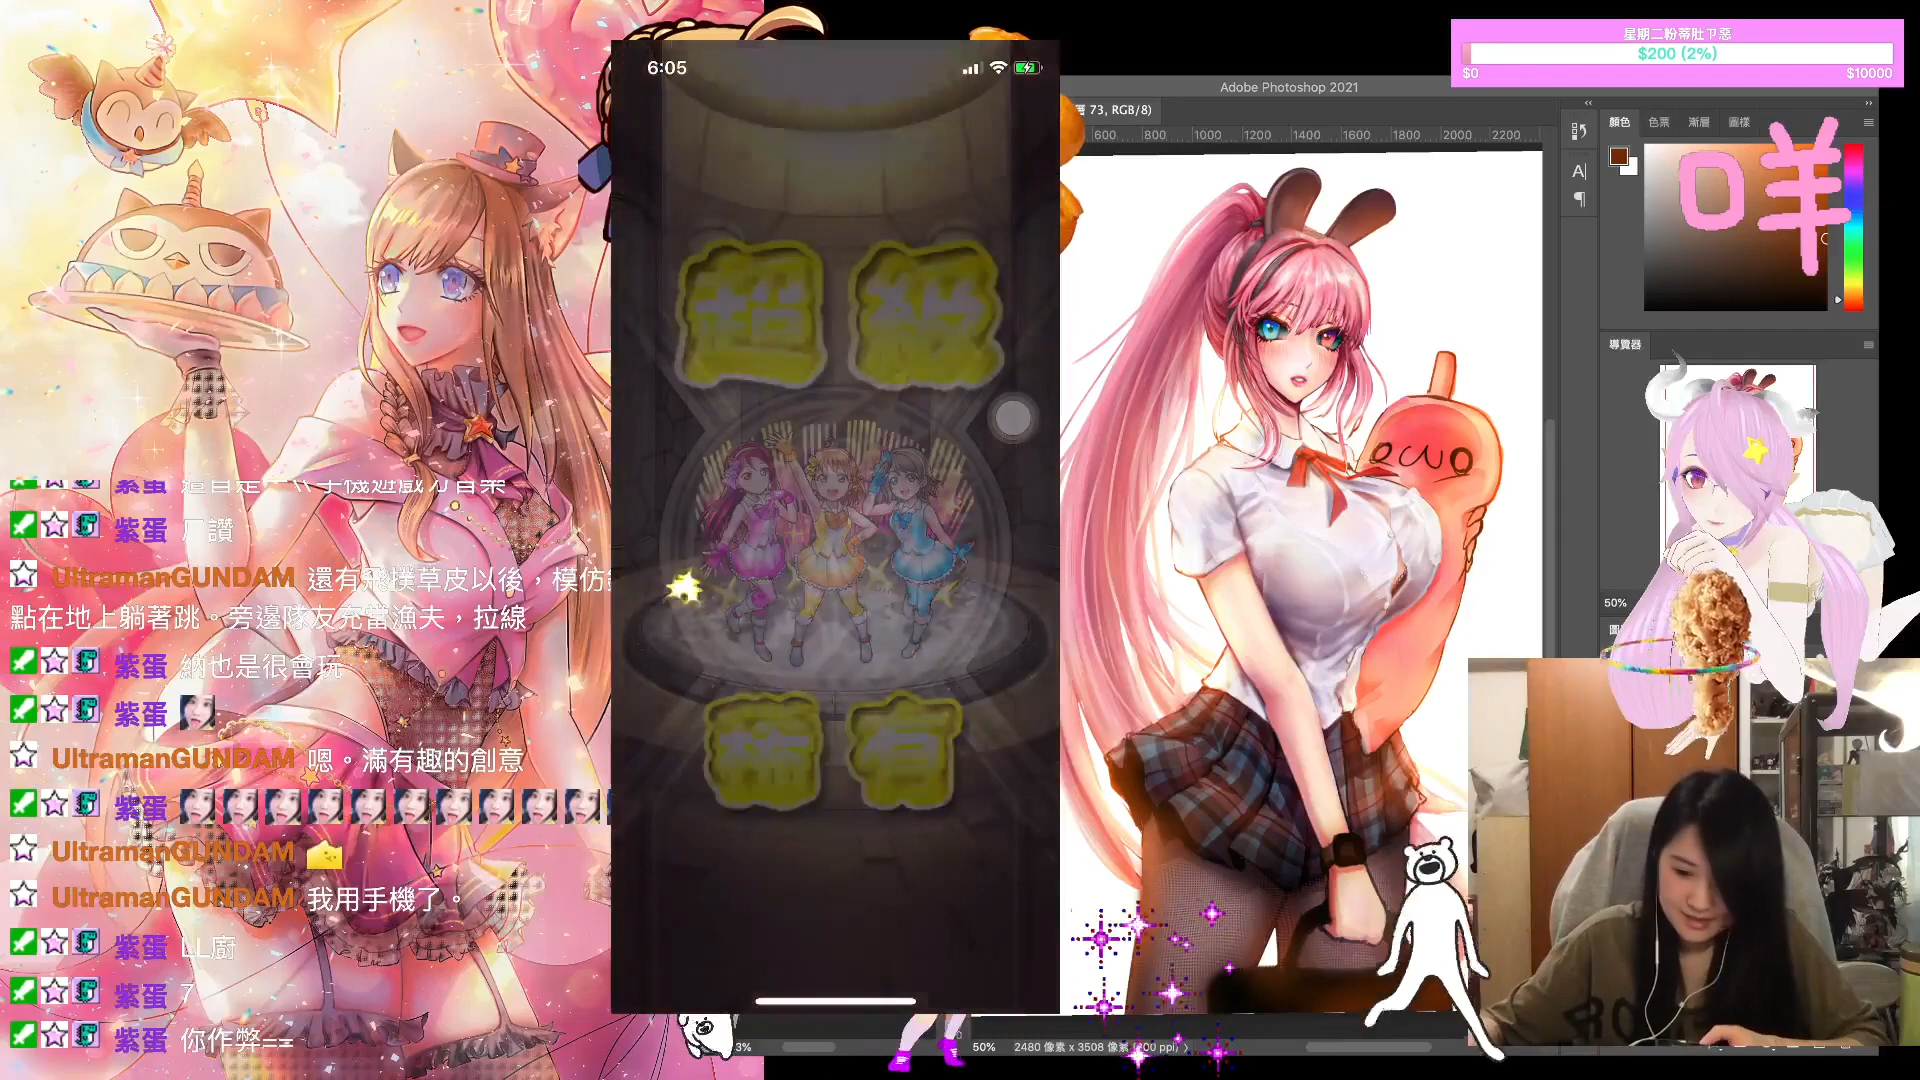 星期二粉蒂肚卩惡
$200 (2%)
$0
$10000
6:05
Adobe Photoshop 2021
73, RGB/8)
600
800
1000
1200
1400
1600
1800
2000
2200
顏色
色票
漸層
圖樣
咩
導覽器
50%
超級
稀有
OWO
紫蛋 ㄏ讚
UltramanGUNDAM 還有飛撲草皮以後，模仿
點在地上躺著跳。旁邊隊友充當漁夫，拉線
紫蛋 納也是很會玩
紫蛋
UltramanGUNDAM 嗯。滿有趣的創意
紫蛋
UltramanGUNDAM
UltramanGUNDAM 我用手機了。
紫蛋 LL廚
紫蛋 7
紫蛋 你作弊==
3%
50%
2480 像素 x 3508 像素